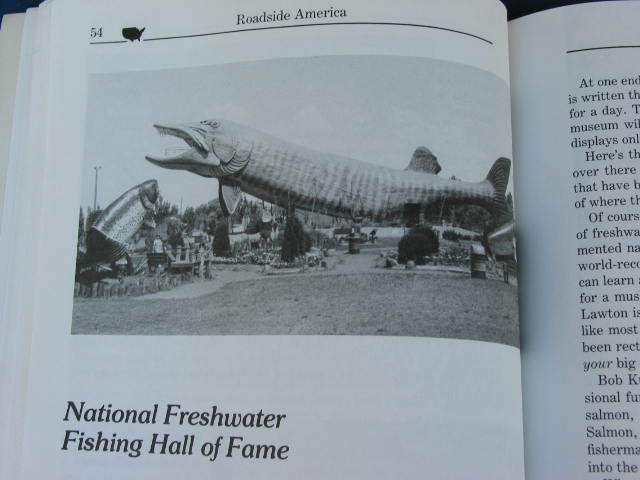 54
Roadside America
National Freshwater
Fishing Hall of Fame
At one end
is written th
for a day. T
museum wil
displays onl
Here's th
over there
that have b
of where th
Of cours
of freshwa
mented na
world-reco
can learn
for a mus
Lawton is
like most
been rect
your big
Bob K
sional fu
salmon,
Salmon,
fisherma
into the